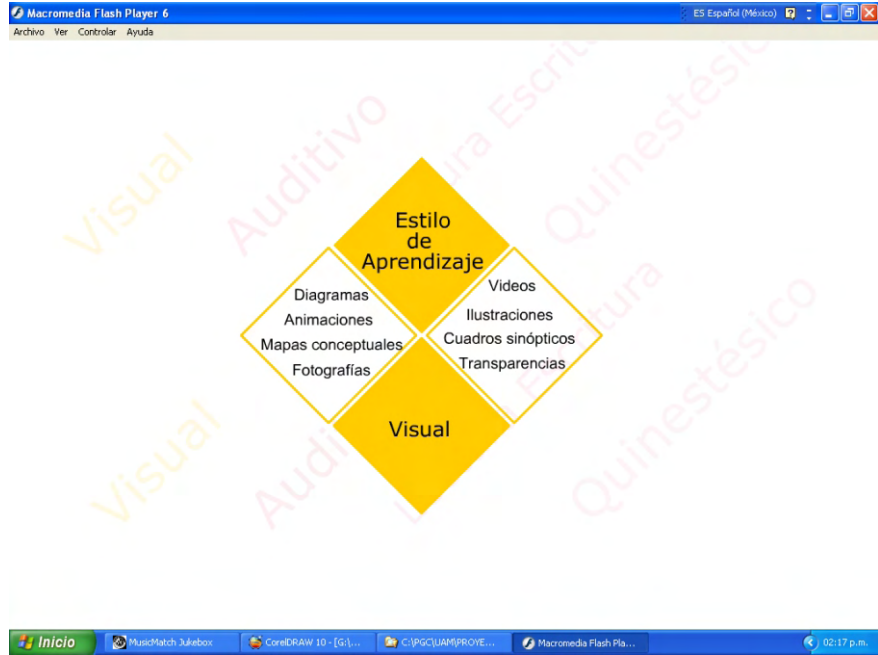 Macromedia Flash Player 6
ES Español (México)
Archivo Ver Controlar Ayuda
Visual
Auditivo
Quinestésico
Estilo
de
Aprendizaje
Diagramas
Animaciones
Mapas conceptuales
Fotografías
Videos
Ilustraciones
Cuadros sinópticos
Transparencias
Visual
Visual
Quinestésico
Inicio
MusicMatch Jukebox
CorelDRAW 10 - [G:\...
C:\PGC\UAM\PROYE...
Macromedia Flash Pla...
02:17 p.m.